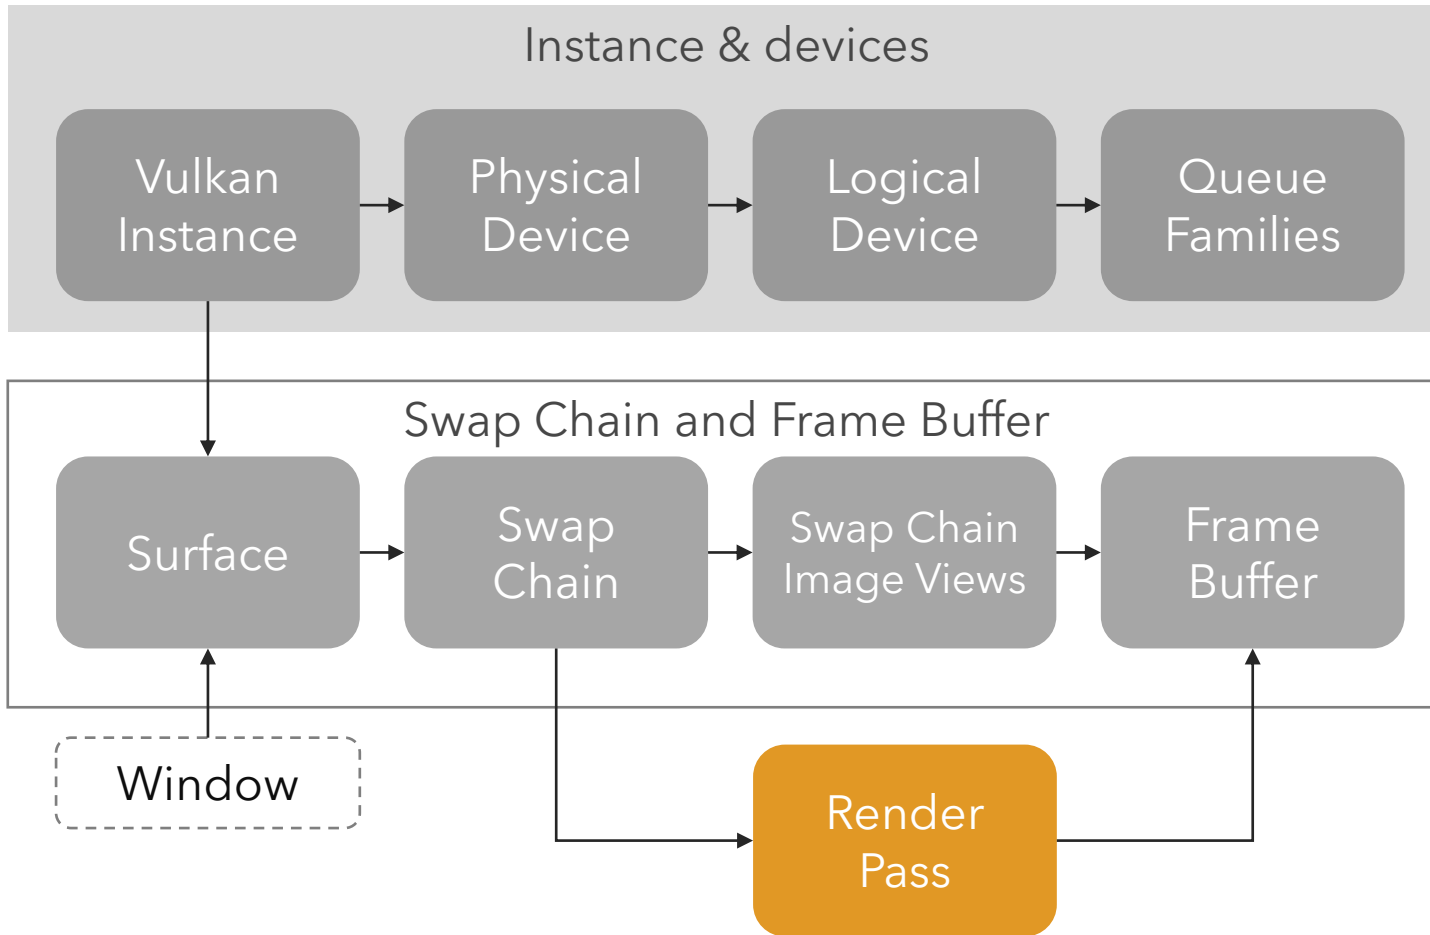 Instance & devices
Vulkan
Instance
Physical
Device
Logical
Device
Queue
Families
Swap Chain and Frame Buffer
Surface
Swap
Chain
Swap Chain
Image Views
Frame
Buffer
Window
Render
Pass